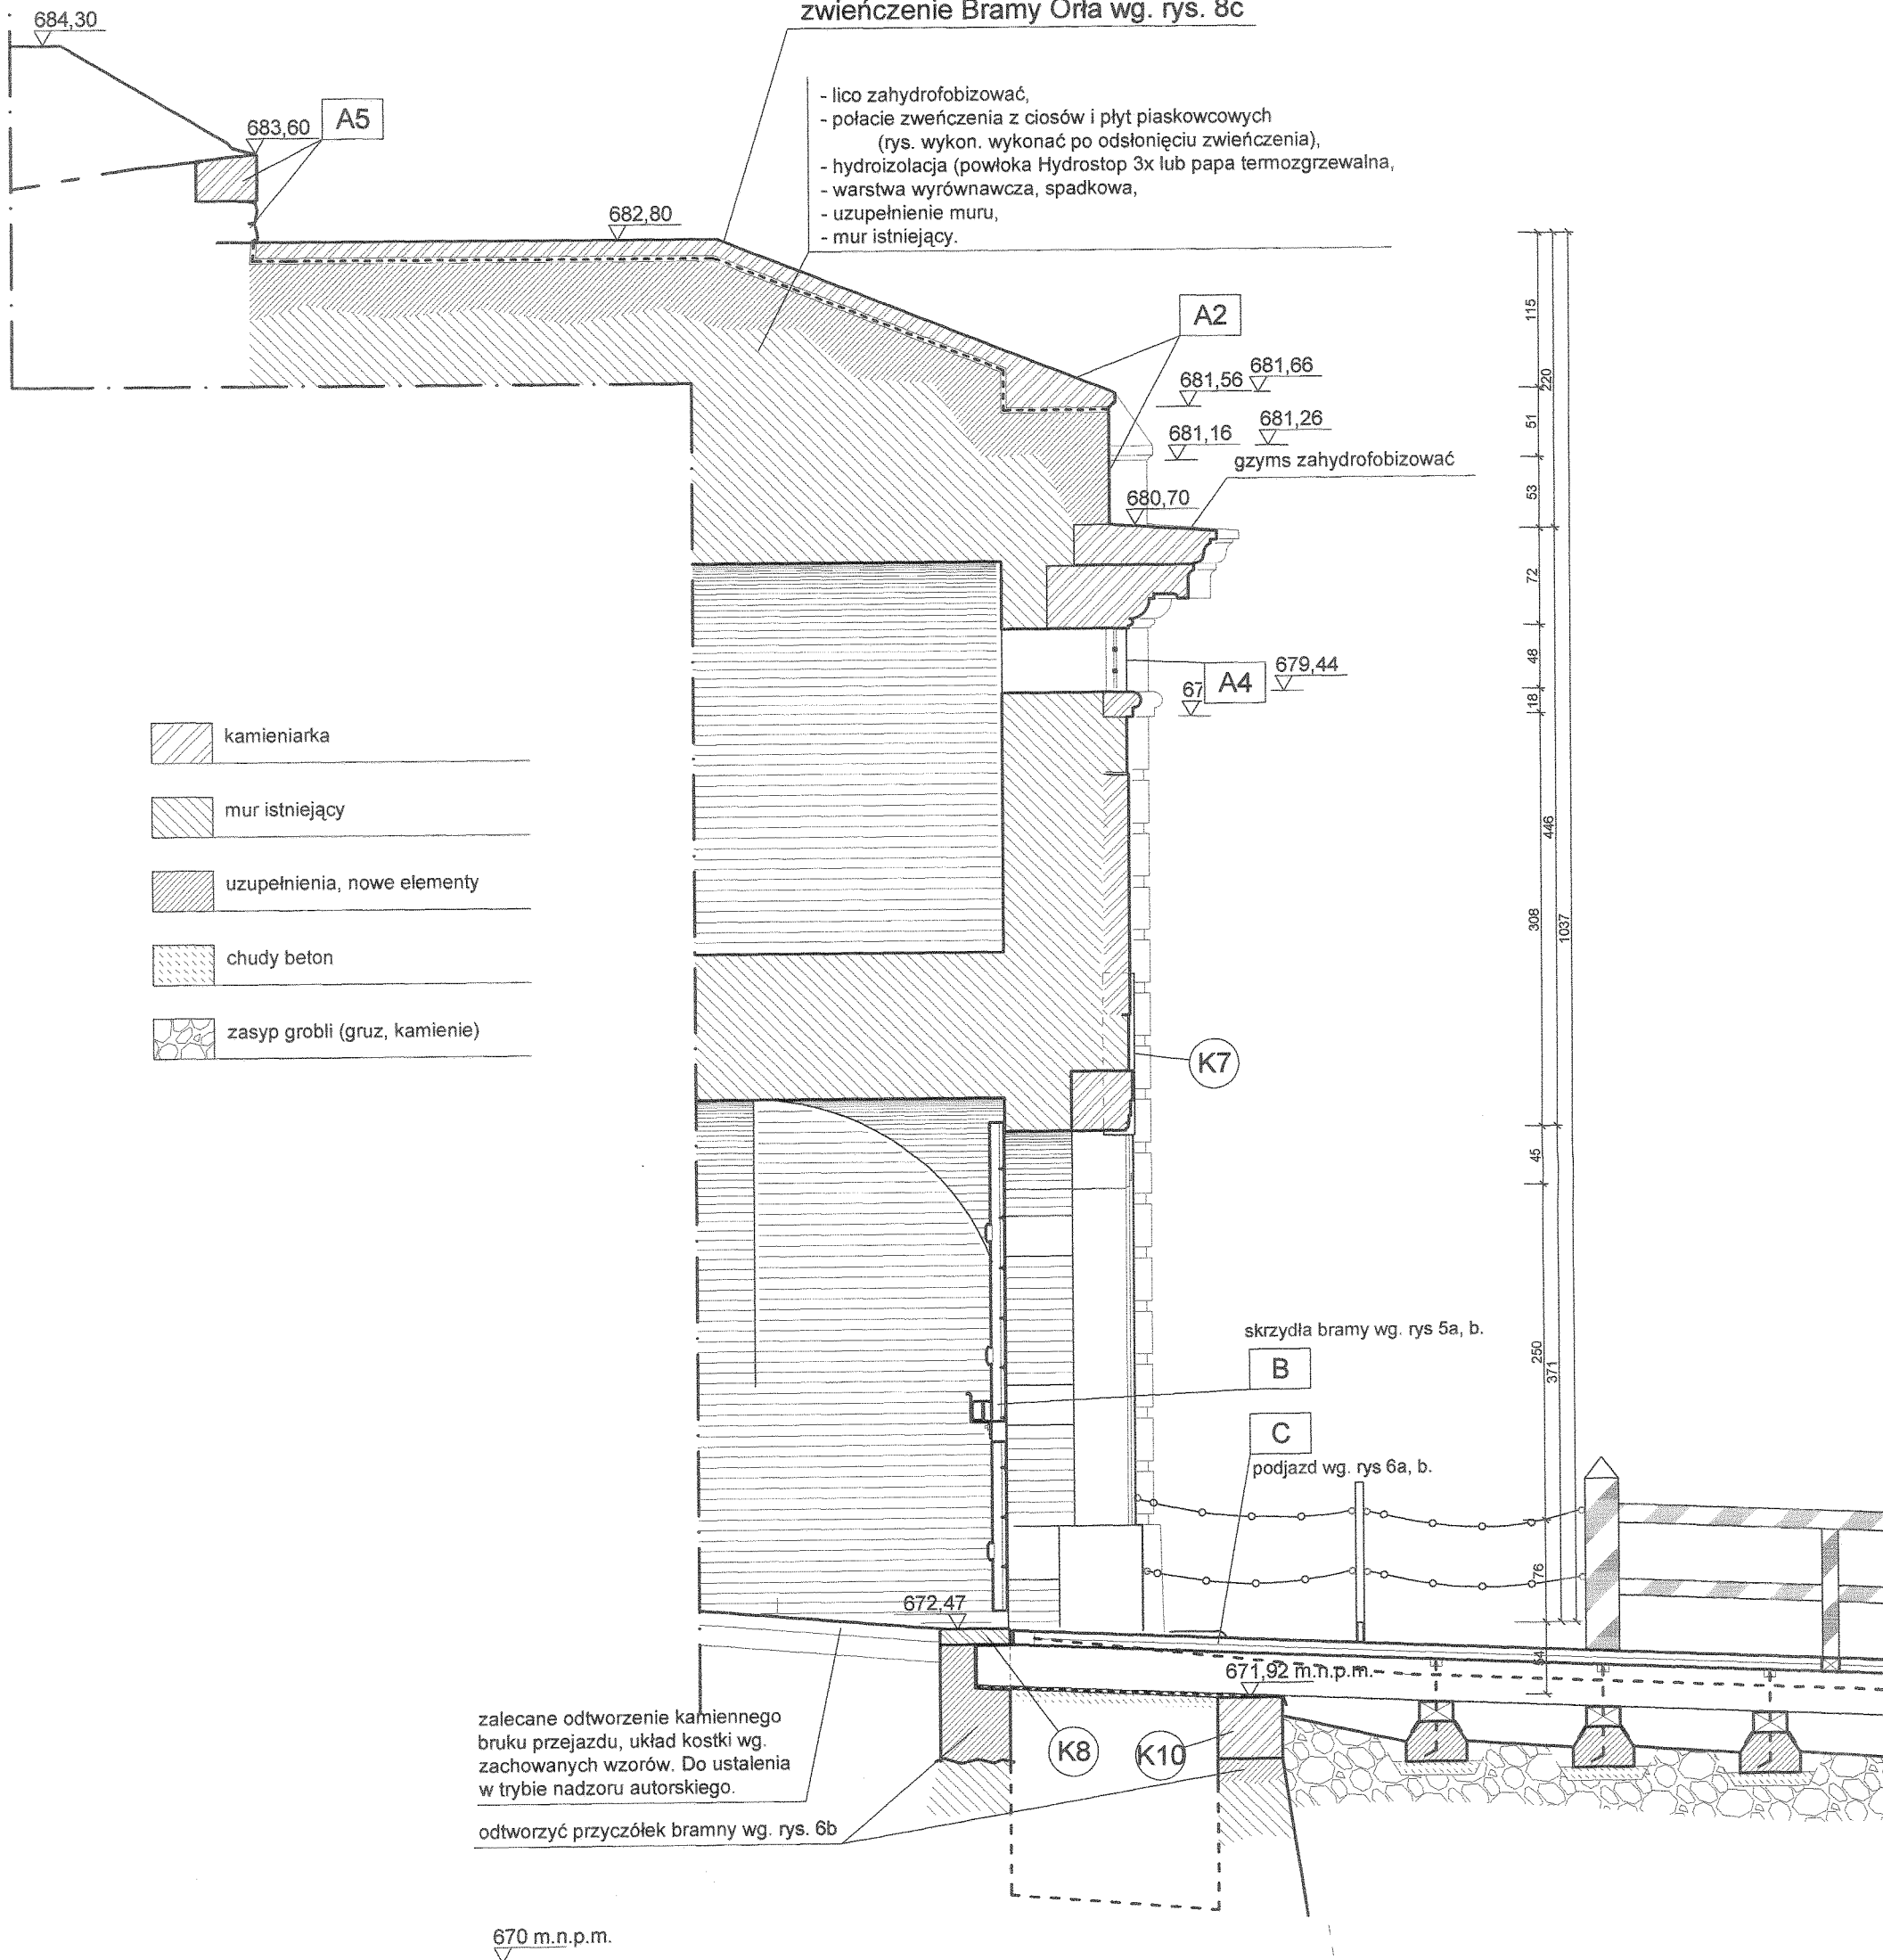 684,30
zwieńczenie Bramy Orła wg. rys. 8c
A5
683,60
- lico zahydrofobizować,
- połacie zweńczenia z ciosów i płyt piaskowcowych
(rys. wykon. wykonać po odsłonięciu zwieńczenia),
- hydroizolacja (powłoka Hydrostop 3x lub papa termozgrzewalna,
- warstwa wyrównawcza, spadkowa,
- uzupełnienie muru,
- mur istniejący.
682,80
A2
681,56
681,66
681,16
681,26
gzyms zahydrofobizować
680,70
A4
679,44
67
115
220
51
53
72
48
18
446
308
1037
45
250
371
76
54
kamieniarka
mur istniejący
uzupełnienia, nowe elementy
chudy beton
zasyp grobli (gruz, kamienie)
K7
skrzydła bramy wg. rys 5a, b.
B
C
podjazd wg. rys 6a, b.
672,47
671,92 m.n.p.m.
K8
K10
zalecane odtworzenie kamiennego
bruku przejazdu, układ kostki wg.
zachowanych wzorów. Do ustalenia
w trybie nadzoru autorskiego.
odtworzyć przyczółek bramny wg. rys. 6b
670 m.n.p.m.